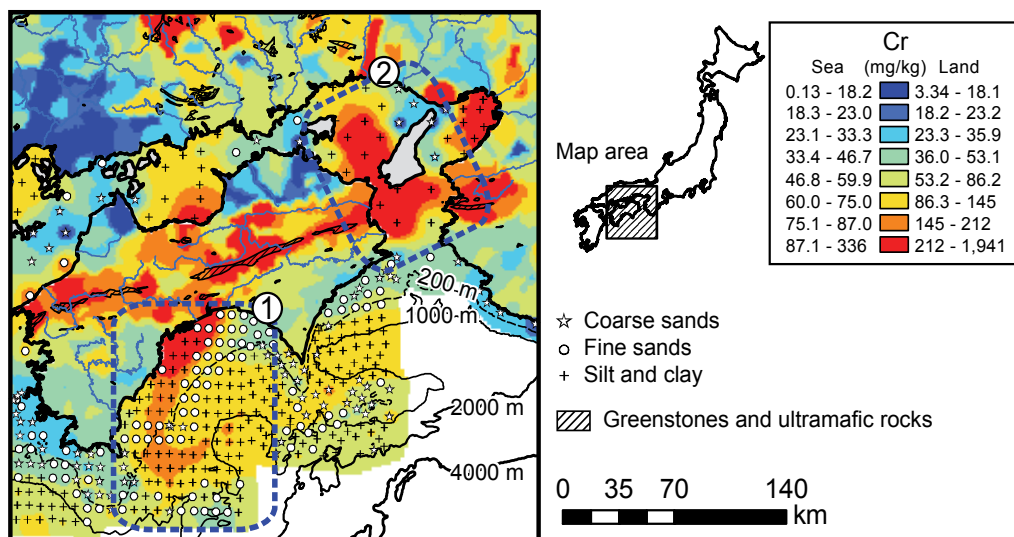 2
1
200 m
1000 m
2000 m
4000 m
Map area
Cr
Sea (mg/kg) Land
0.13 - 18.2 3.34 - 18.1
18.3 - 23.0 18.2 - 23.2
23.1 - 33.3 23.3 - 35.9
33.4 - 46.7 36.0 - 53.1
46.8 - 59.9 53.2 - 86.2
60.0 - 75.0 86.3 - 145
75.1 - 87.0 145 - 212
87.1 - 336 212 - 1,941
Coarse sands
Fine sands
Silt and clay
Greenstones and ultramafic rocks
0 35 70 140
km